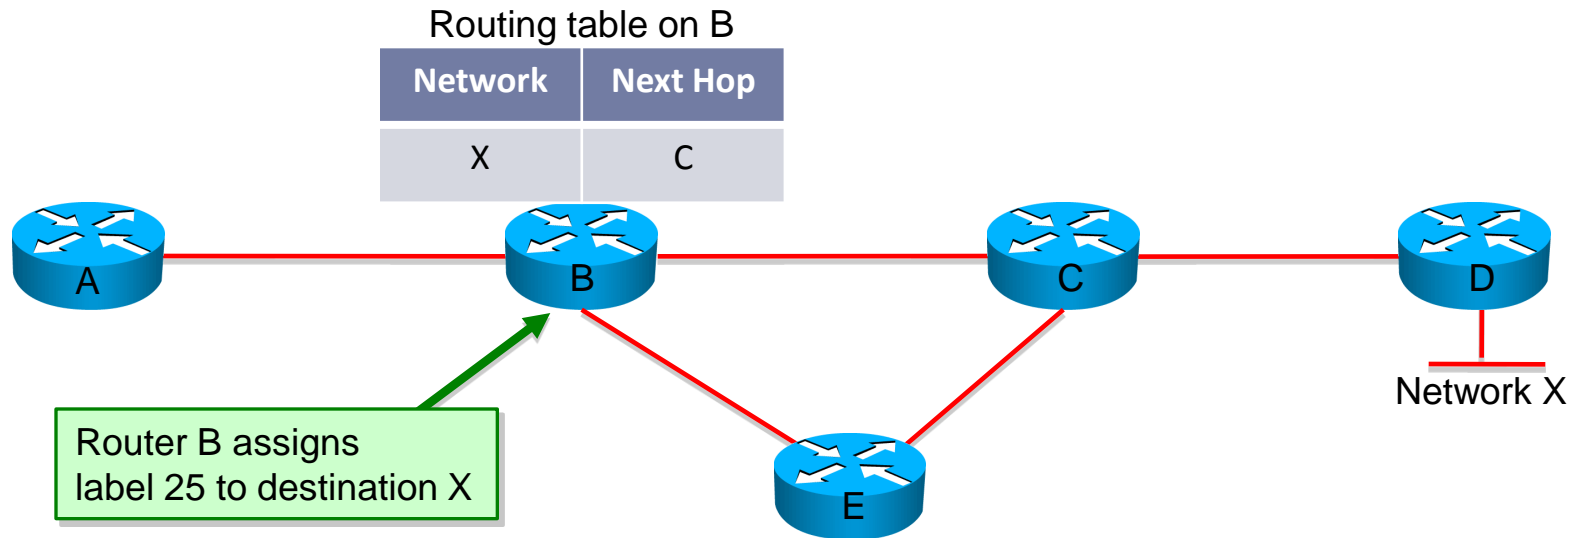 Routing table on B
Network Next Hop
X C
A B C D
Network X
Router B assigns
label 25 to destination X
E